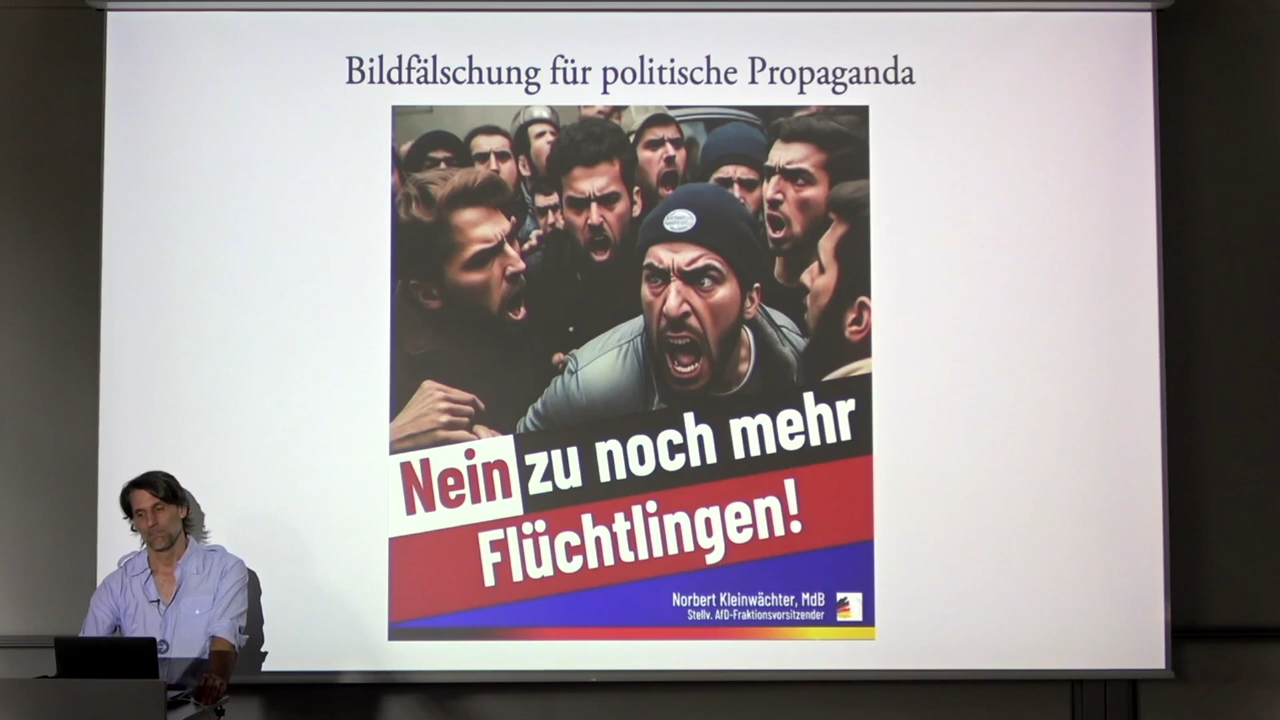 Bildfälschung für politische Propaganda
Nein zu noch mehr
Flüchtlingen!
Norbert Kleinwächter, MdB
Stellv. AfD-Fraktionsvorsitzender